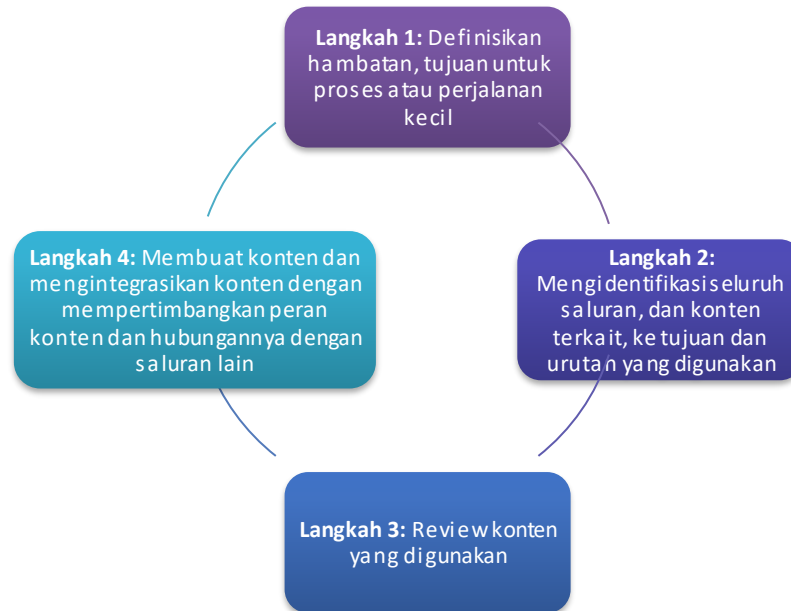 Langkah 1: Definisikan
hambatan, tujuan untuk
proses atau perjalanan
kecil
Langkah 2:
Mengidentifikasi seluruh
saluran, dan konten
terkait, ke tujuan dan
urutan yang digunakan
Langkah 3: Review konten
yang digunakan
Langkah 4: Membuat konten dan
mengintegrasikan konten dengan
mempertimbangkan peran
konten dan hubungannya dengan
saluran lain